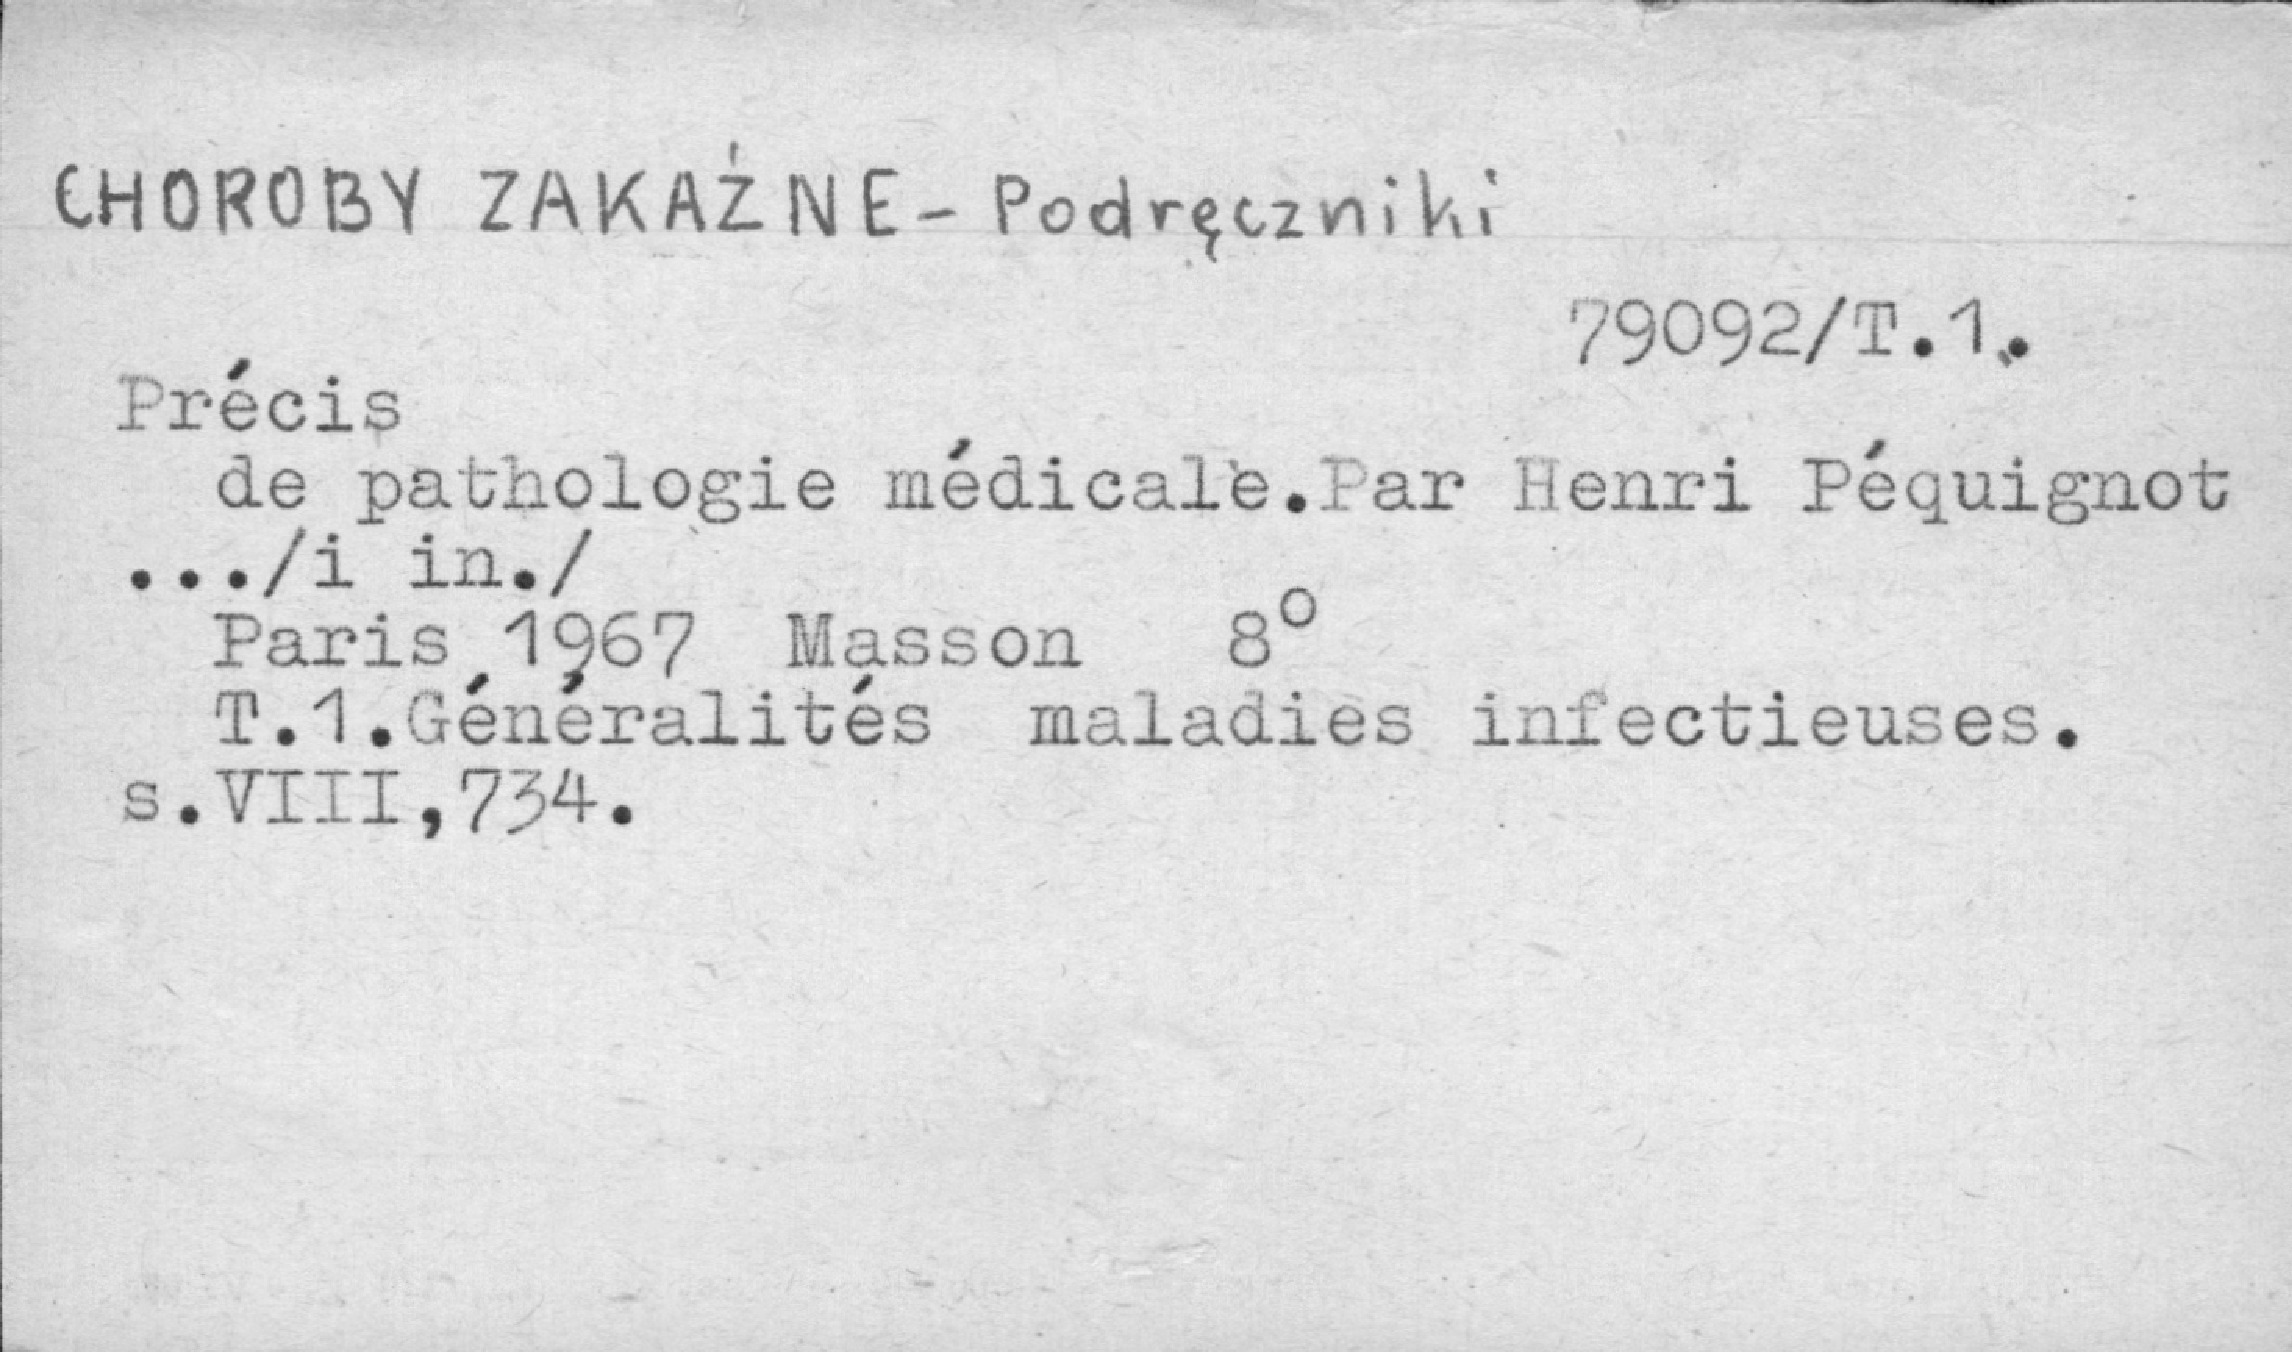 CHOROBY ZAKAŹNE - Podręczniki
79092/T.1.
Précis
de pathologie médicale.Par Henri Péquignot
.../i in./
Paris 1967 Masson 8°
T.1.Généralités maladies infectieuses.
s.VIII,734.